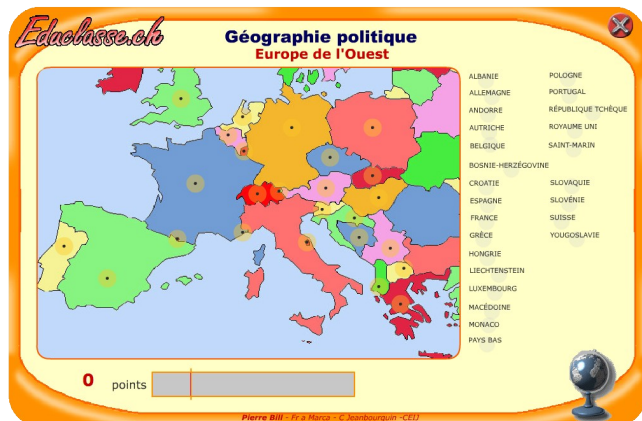 Educlasse.ch
Géographie politique
Europe de l'Ouest
ALBANIE
ALLEMAGNE
ANDORRE
AUTRICHE
BELGIQUE
BOSNIE-HERZÉGOVINE
CROATIE
ESPAGNE
FRANCE
GRÈCE
HONGRIE
LIECHTENSTEIN
LUXEMBOURG
MACÉDOINE
MONACO
PAYS BAS
POLOGNE
PORTUGAL
RÉPUBLIQUE TCHÈQUE
ROYAUME UNI
SAINT-MARIN
SLOVAQUIE
SLOVÉNIE
SUISSE
YOUGOSLAVIE
0 points
Pierre Bill - Fr a Marca - C Jeanbourquin -CEIJ